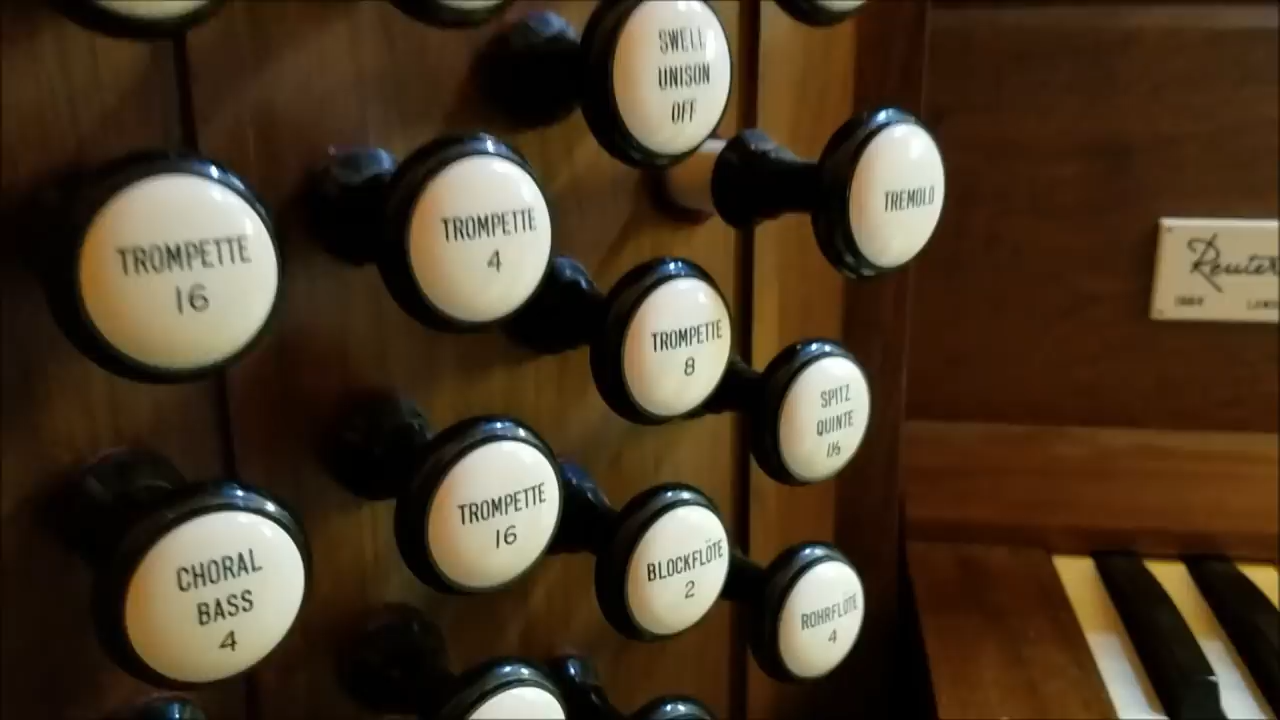 SWELL
UNISON
OFF
TREMOLO
TROMPETTE
4
TROMPETTE
16
TROMPETTE
8
SPITZ
QUINTE
1⅓
TROMPETTE
16
BLOCKFLÖTE
2
CHORAL
BASS
4
ROHRFLÖTE
4
Reuter